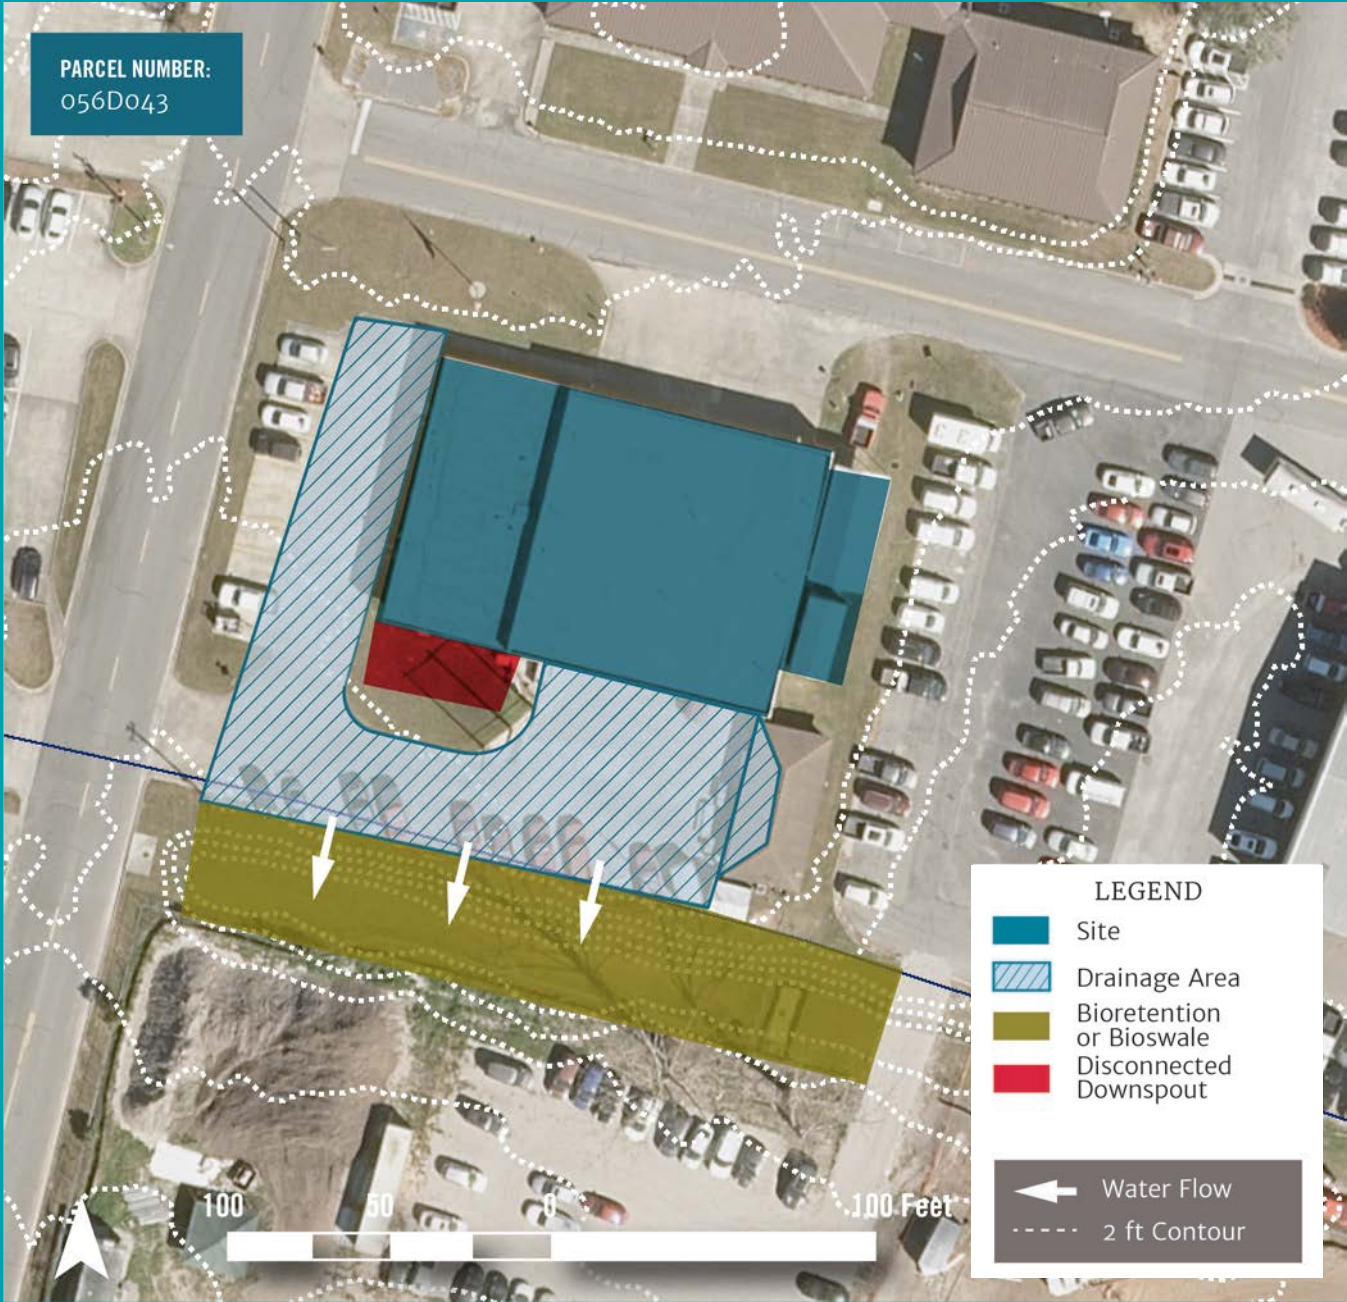 PARCEL NUMBER:
056D043
LEGEND
Site
Drainage Area
Bioretention
or Bioswale
Disconnected
Downspout
Water Flow
2 ft Contour
100 50 0 100 Feet